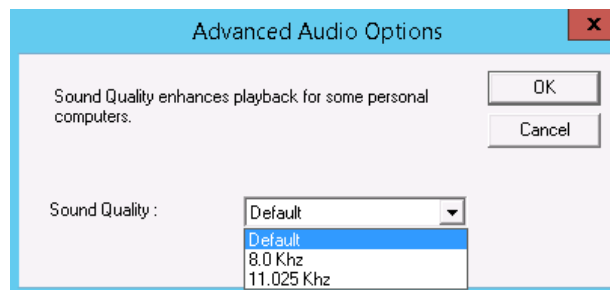 Advanced Audio Options
x
Sound Quality enhances playback for some personal
computers.
OK
Cancel
Sound Quality :
Default
Default
8.0 Khz
11.025 Khz